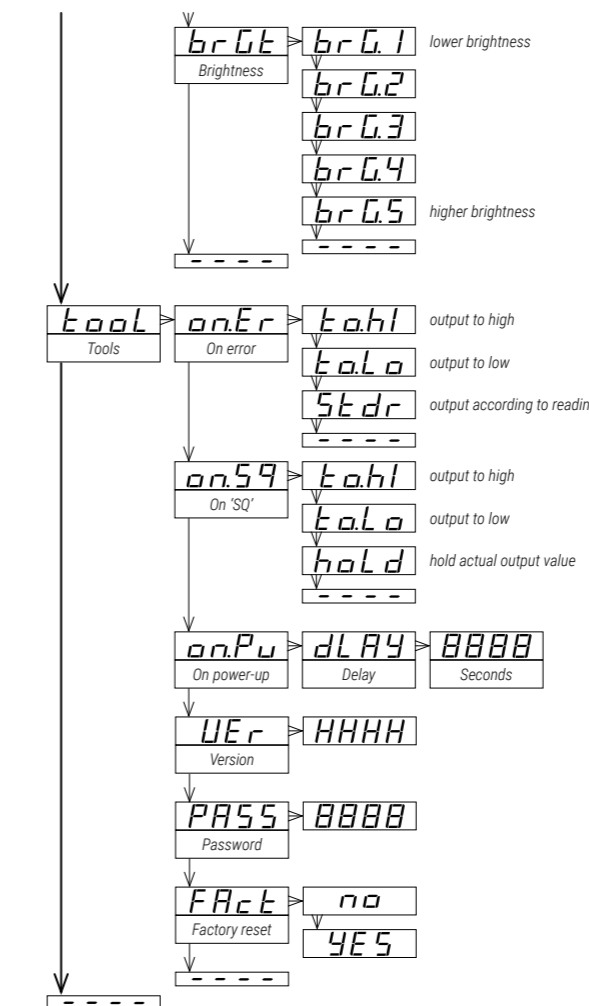 brGt brG.1 lower brightness
Brightness
brG.2
brG.3
brG.4
brG.5 higher brightness
- - - -
- - - -
tooL on.Er to.hI output to high
Tools On error
to.Lo output to low
Stdr output according to readin
- - - -
on.S9 to.hI output to high
On ‘SQ’
to.Lo output to low
hoLd hold actual output value
- - - -
on.Pu dLAY 8888
On power-up Delay Seconds
VEr HHHH
Version
PASS 8888
Password
FAct no
Factory reset
YES
- - - -
- - - -